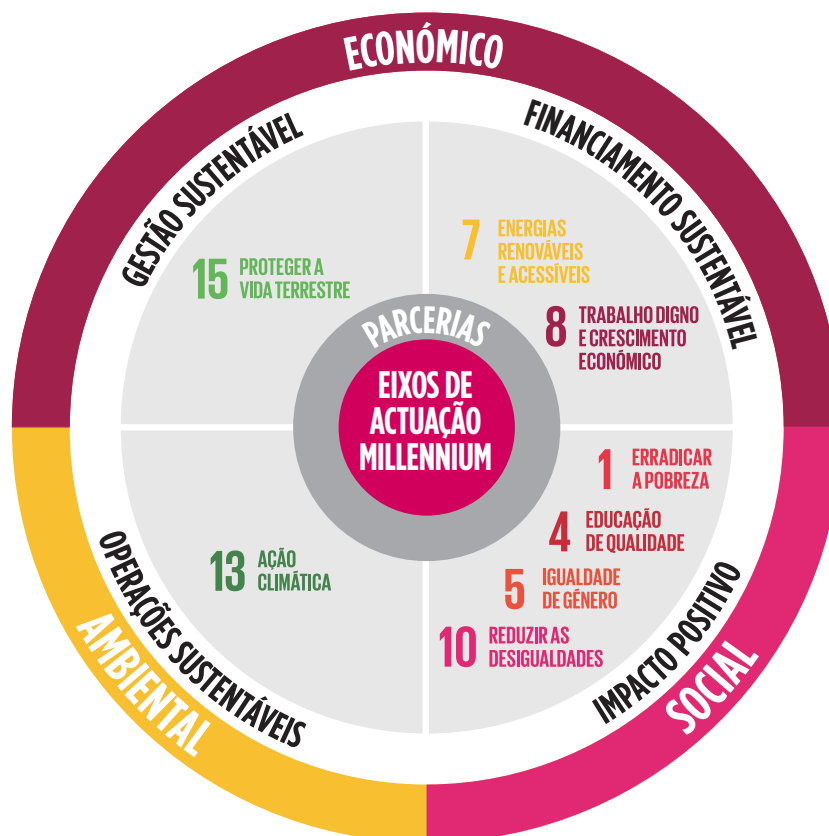 ECONÓMICO
GESTÃO SUSTENTÁVEL
FINANCIAMENTO SUSTENTÁVEL
15 PROTEGER A
VIDA TERRESTRE
7 ENERGIAS
RENOVÁVEIS
E ACESSÍVEIS
8 TRABALHO DIGNO
E CRESCIMENTO
ECONÓMICO
PARCERIAS
EIXOS DE
ACTUAÇÃO
MILLENNIUM
1 ERRADICAR
A POBREZA
4 EDUCAÇÃO
DE QUALIDADE
5 IGUALDADE
DE GÉNERO
10 REDUZIR AS
DESIGUALDADES
13 AÇÃO
CLIMÁTICA
OPERAÇÕES SUSTENTÁVEIS
IMPACTO POSITIVO
AMBIENTAL
SOCIAL